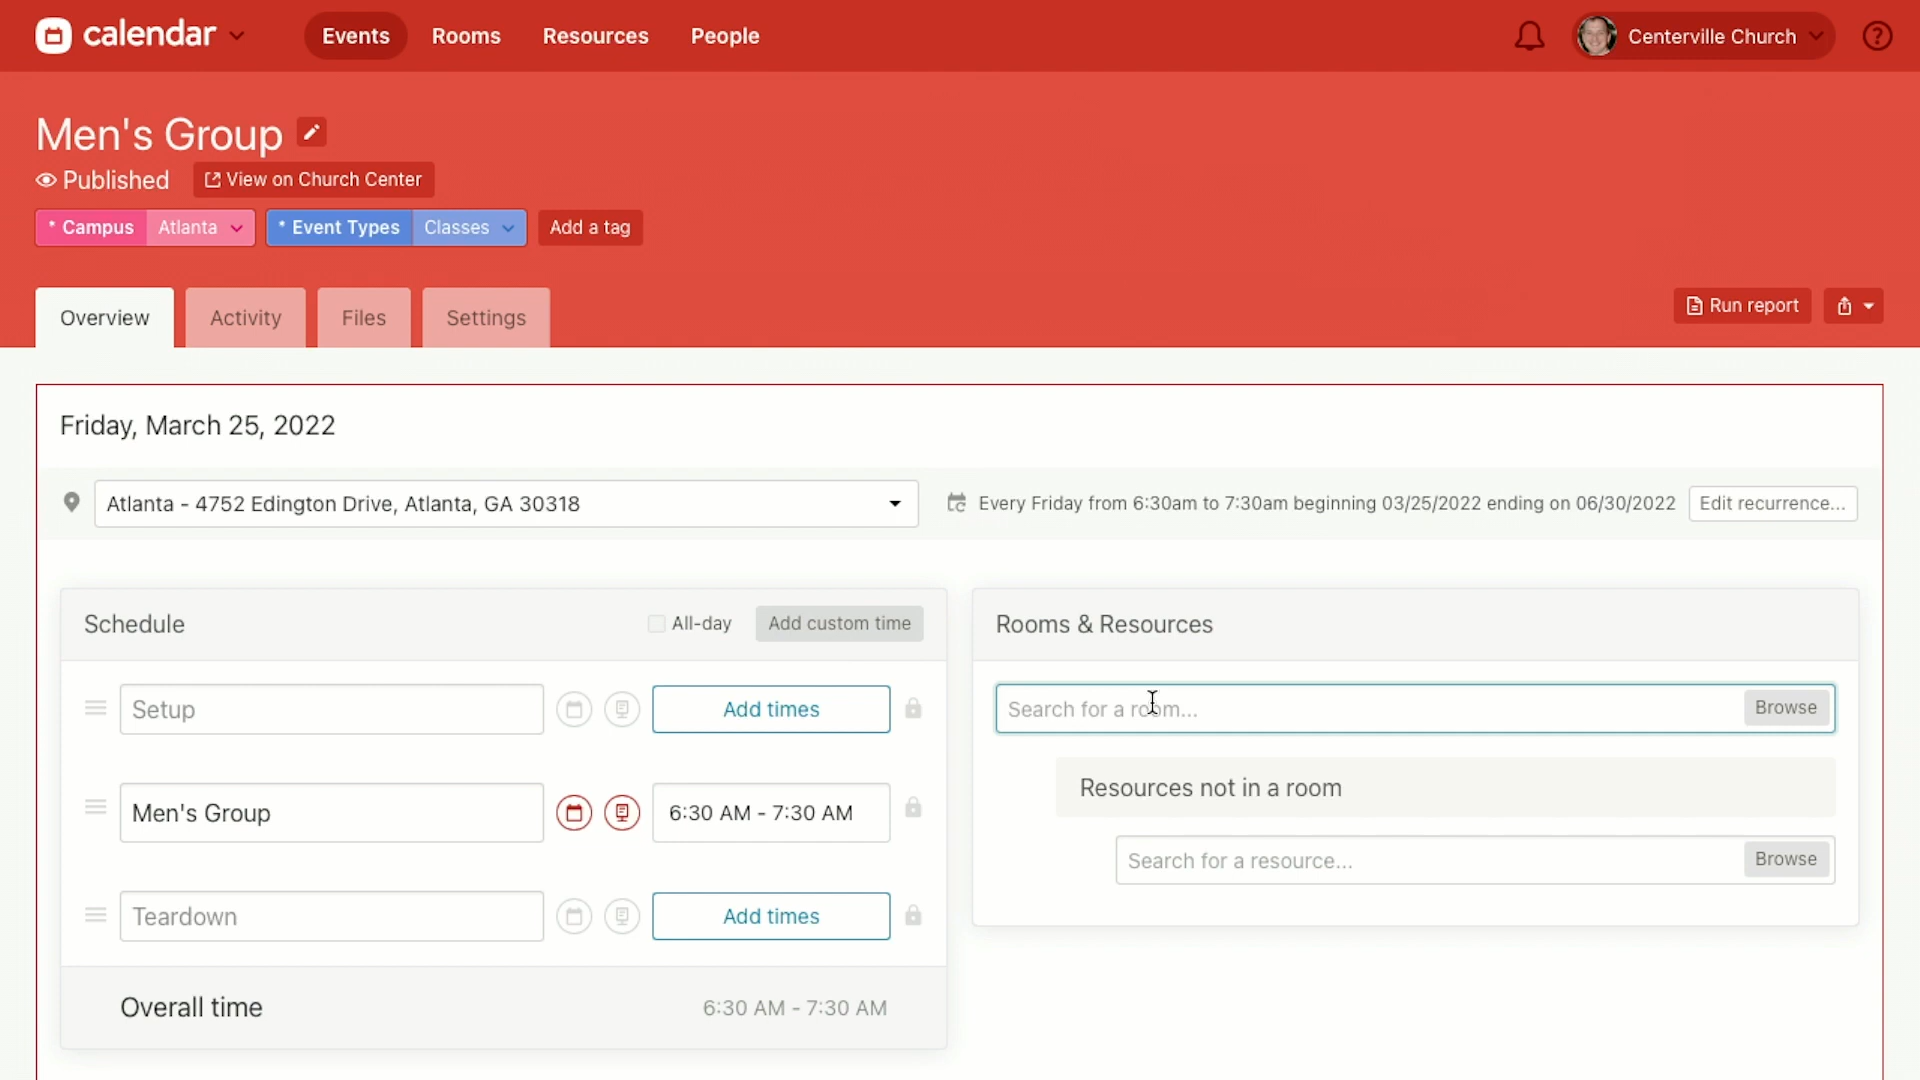 calendar
Events
Rooms
Resources
People
Centerville Church
?
Men's Group
Published
View on Church Center
* Campus
Atlanta
* Event Types
Classes
Add a tag
Overview
Activity
Files
Settings
Run report
Friday, March 25, 2022
Atlanta - 4752 Edington Drive, Atlanta, GA 30318
Every Friday from 6:30am to 7:30am beginning 03/25/2022 ending on 06/30/2022
Edit recurrence...
Schedule
All-day
Add custom time
Setup
Add times
Men's Group
6:30 AM - 7:30 AM
Teardown
Add times
Overall time
6:30 AM - 7:30 AM
Rooms & Resources
Search for a room...
Browse
Resources not in a room
Search for a resource...
Browse